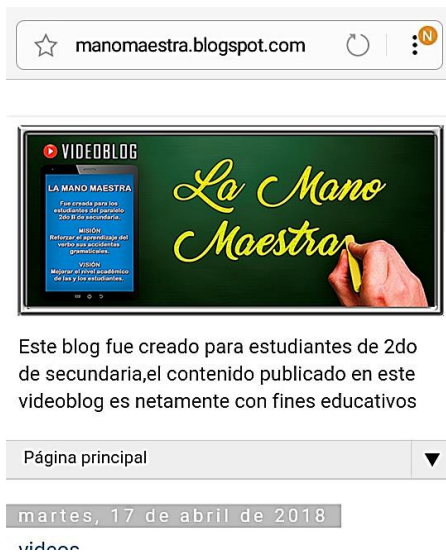 manomaestra.blogspot.com
N
VIDEOBLOG
LA MANO MAESTRA
Fue creada para los
estudiantes del paralelo
2do B de secundaria.
MISIÓN
Reforzar el aprendizaje del
verbo sus accidentes
gramaticales.
VISIÓN
Mejorar el nivel académico
de las y los estudiantes.
La Mano
Maestra
Este blog fue creado para estudiantes de 2do
de secundaria,el contenido publicado en este
videoblog es netamente con fines educativos
Página principal
martes, 17 de abril de 2018
videos